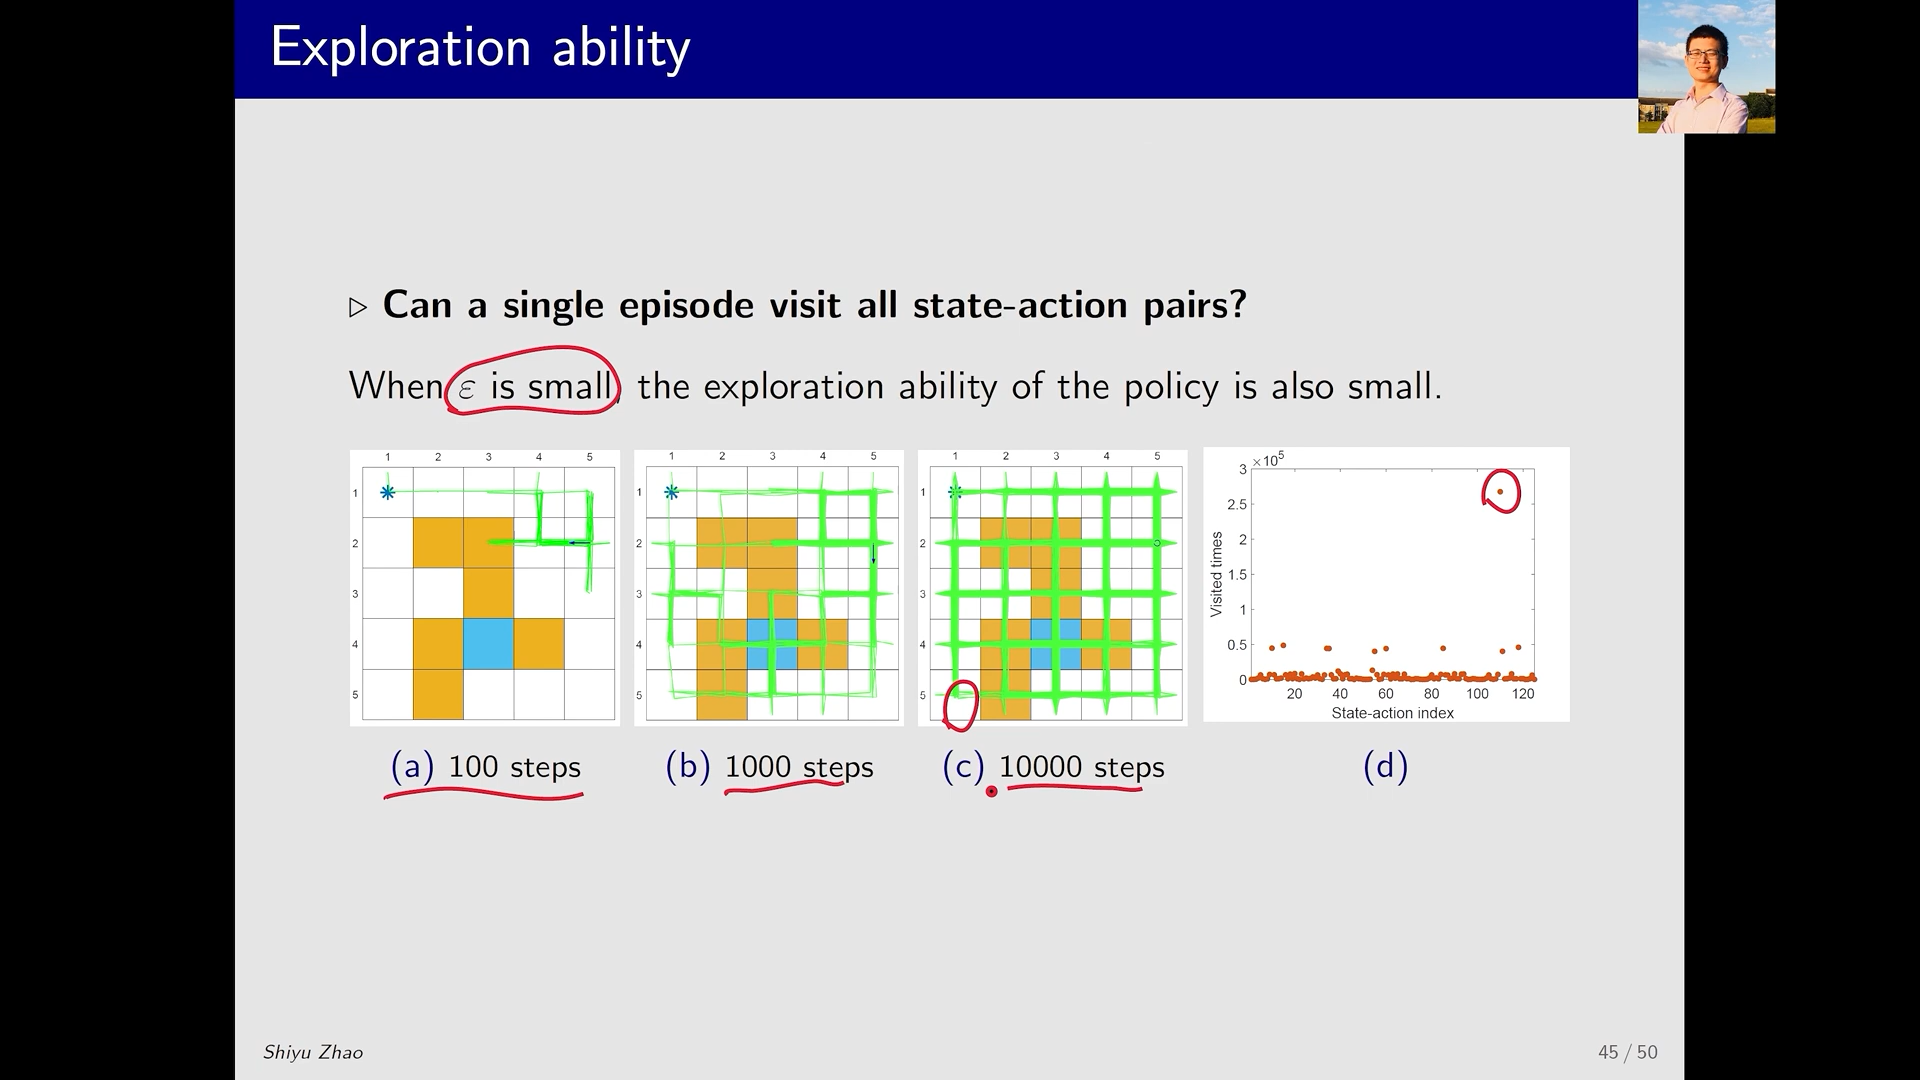 Exploration ability
▷ Can a single episode visit all state-action pairs?
When ε is small, the exploration ability of the policy is also small.
1 2 3 4 5
1
2
3
4
5
(a) 100 steps
1 2 3 4 5
1
2
3
4
5
(b) 1000 steps
1 2 3 4 5
1
2
3
4
5
(c) 10000 steps
×10⁵
3
2.5
2
1.5
1
0.5
0
20 40 60 80 100 120
Visited times
State-action index
(d)
Shiyu Zhao
45 / 50